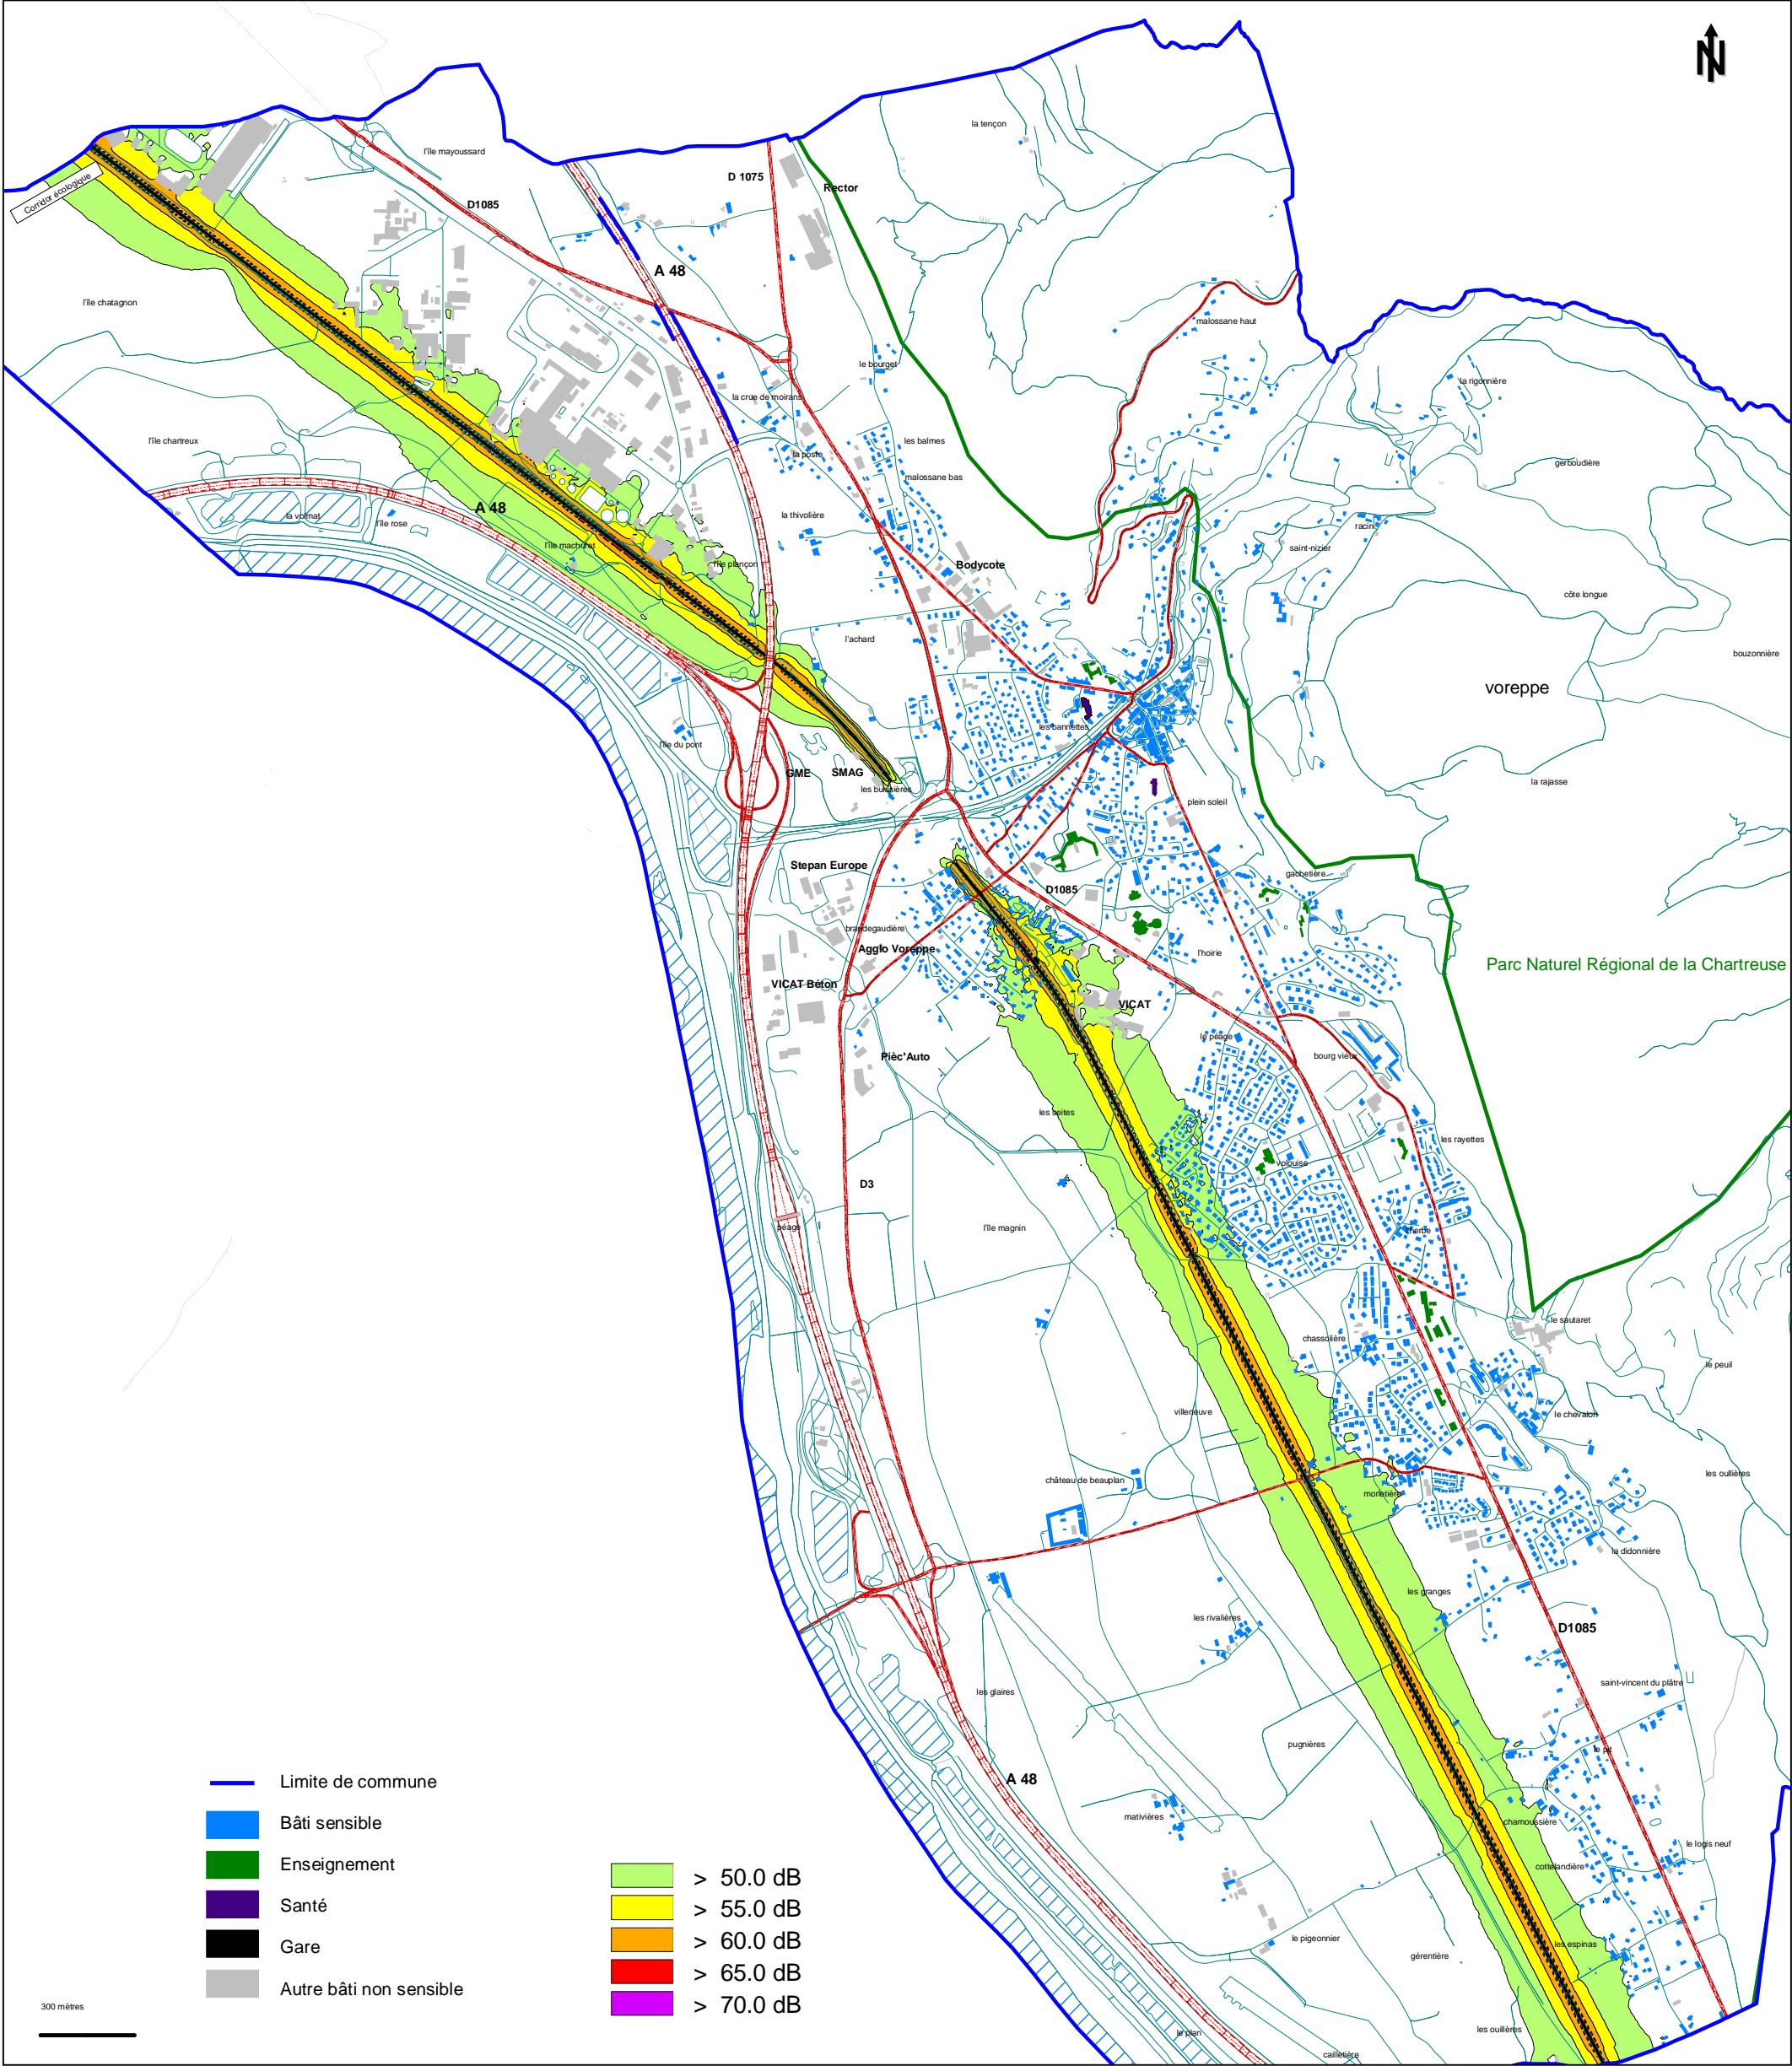 la tençon
l'île mayoussard
D 1075
Rector
Corridor écologique
D1085
A 48
l'île chatagnon
malossane haut
le bourget
la rigonnière
la crue de moirans
l'île chartreux
les balmes
la poste
gerboudière
malossane bas
A 48
la volmat
l'île rose
la thivolière
racin
l'île machuret
saint-nizier
l'île plançon
Bodycote
côte longue
l'achard
bouzonnière
voreppe
les bannettes
l'île du pont
GME
SMAG
les buissières
la rajasse
plein soleil
Stepan Europe
gachetière
D1085
brandegaudière
Agglo Voreppe
l'hoirie
Parc Naturel Régional de la Chartreuse
VICAT Béton
VICAT
le péage
Pièc'Auto
bourg vieux
les seites
les rayettes
volouise
D3
péage
l'île magnin
le sautaret
chassolière
le peuil
villeneuve
le chevalon
château de beauplan
les oullières
morletière
la didonnière
les granges
les rivalières
D1085
saint-vincent du plâtre
les glaires
pugnières
le pit
A 48
mativières
chamoussière
le logis neuf
cottelandière
le pigeonnier
les espinas
gérentière
les ouillères
le plan
cailletière
Limite de commune
Bâti sensible
Enseignement
Santé
Gare
Autre bâti non sensible
> 50.0 dB
> 55.0 dB
> 60.0 dB
> 65.0 dB
> 70.0 dB
300 mètres
N